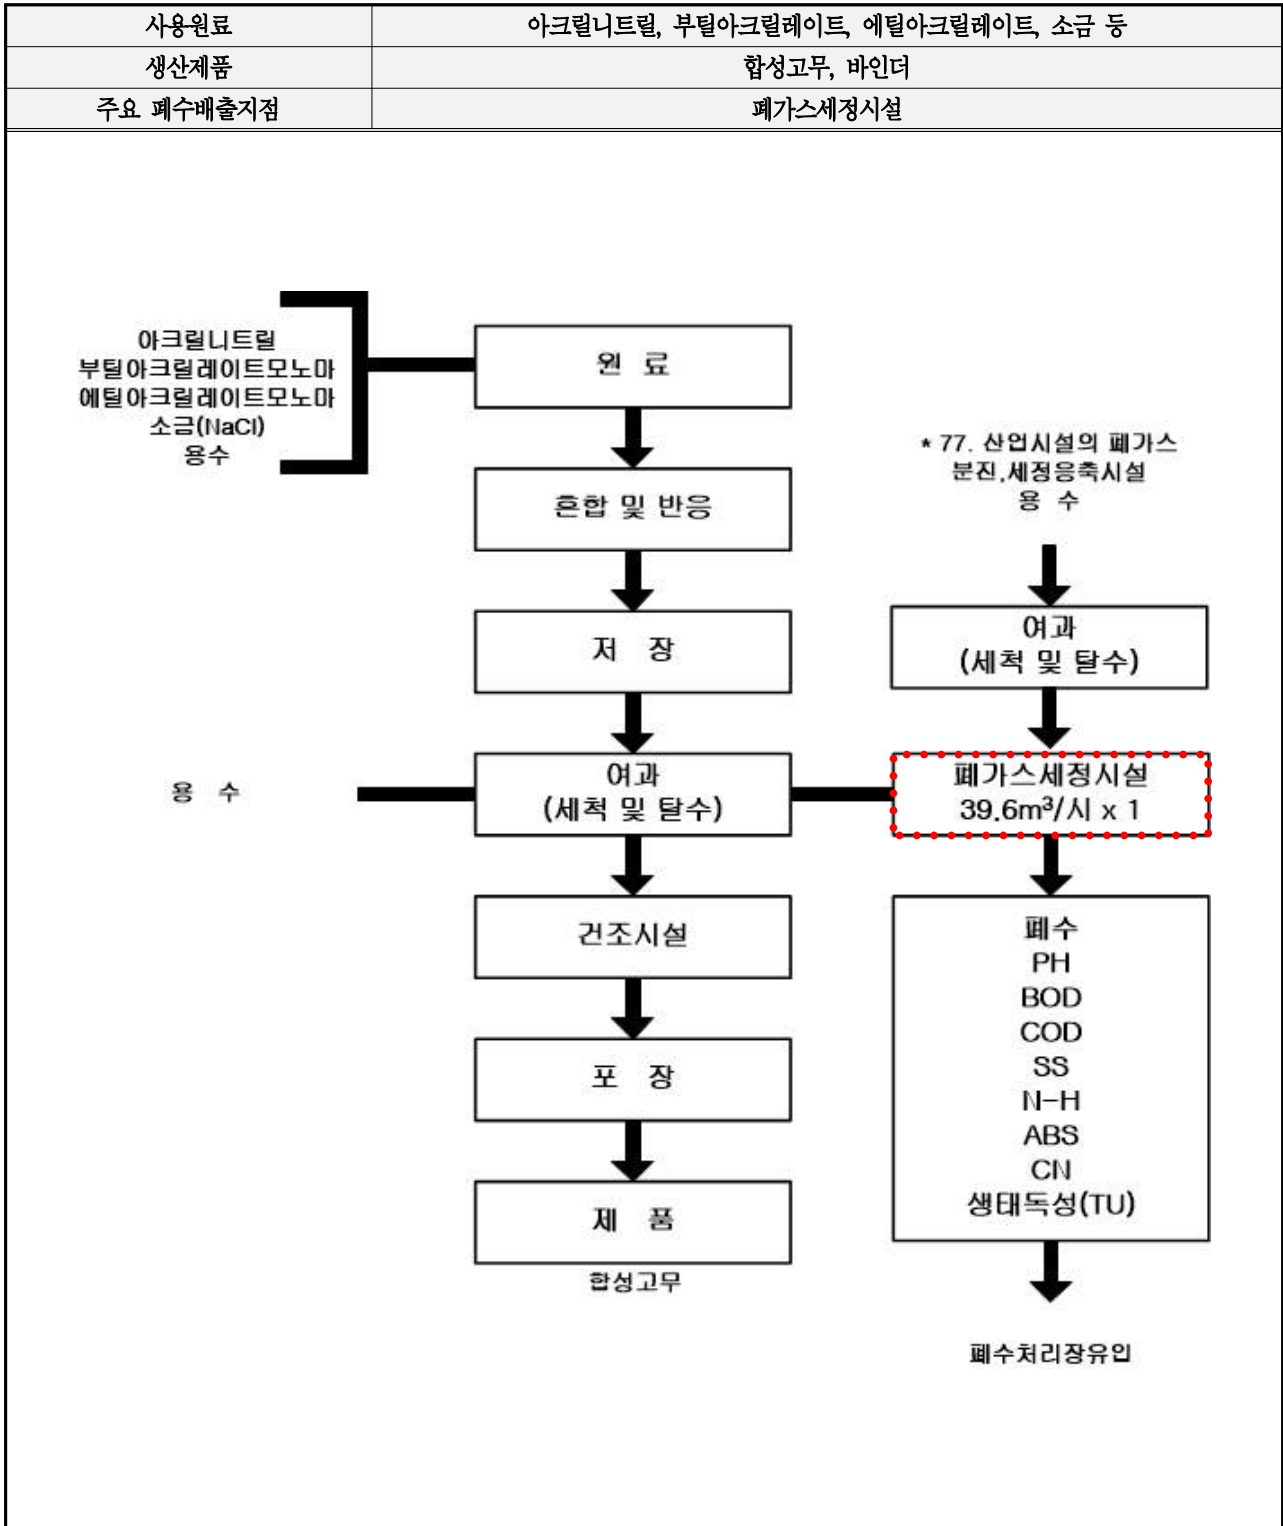 사용원료 아크릴니트릴, 부틸아크릴레이트, 에틸아크릴레이트, 소금 등
생산제품 합성고무, 바인더
주요 폐수배출지점 폐가스세정시설
아크릴니트릴
부틸아크릴레이트모노마
에틸아크릴레이트모노마
소금(NaCl)
용수
원 료
혼합 및 반응
저 장
용 수
여과
(세척 및 탈수)
건조시설
포 장
제 품
합성고무
* 77. 산업시설의 폐가스
분진,세정응축시설
용 수
여과
(세척 및 탈수)
폐가스세정시설
39.6m³/시 x 1
폐수
PH
BOD
COD
SS
N-H
ABS
CN
생태독성(TU)
폐수처리장유입